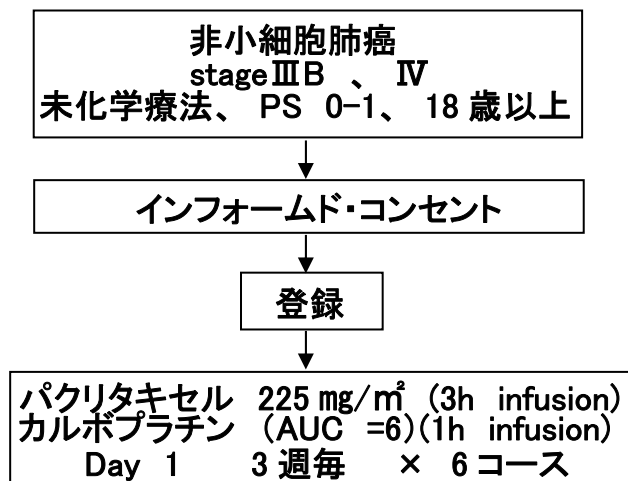 非小細胞肺癌
stageⅢB 、 Ⅳ
未化学療法、 PS 0-1、 18歳以上
インフォームド・コンセント
登録
パクリタキセル 225㎎/㎡ (3h infusion)
カルボプラチン (AUC =6)(1h infusion)
Day 1 3週毎 × 6コース